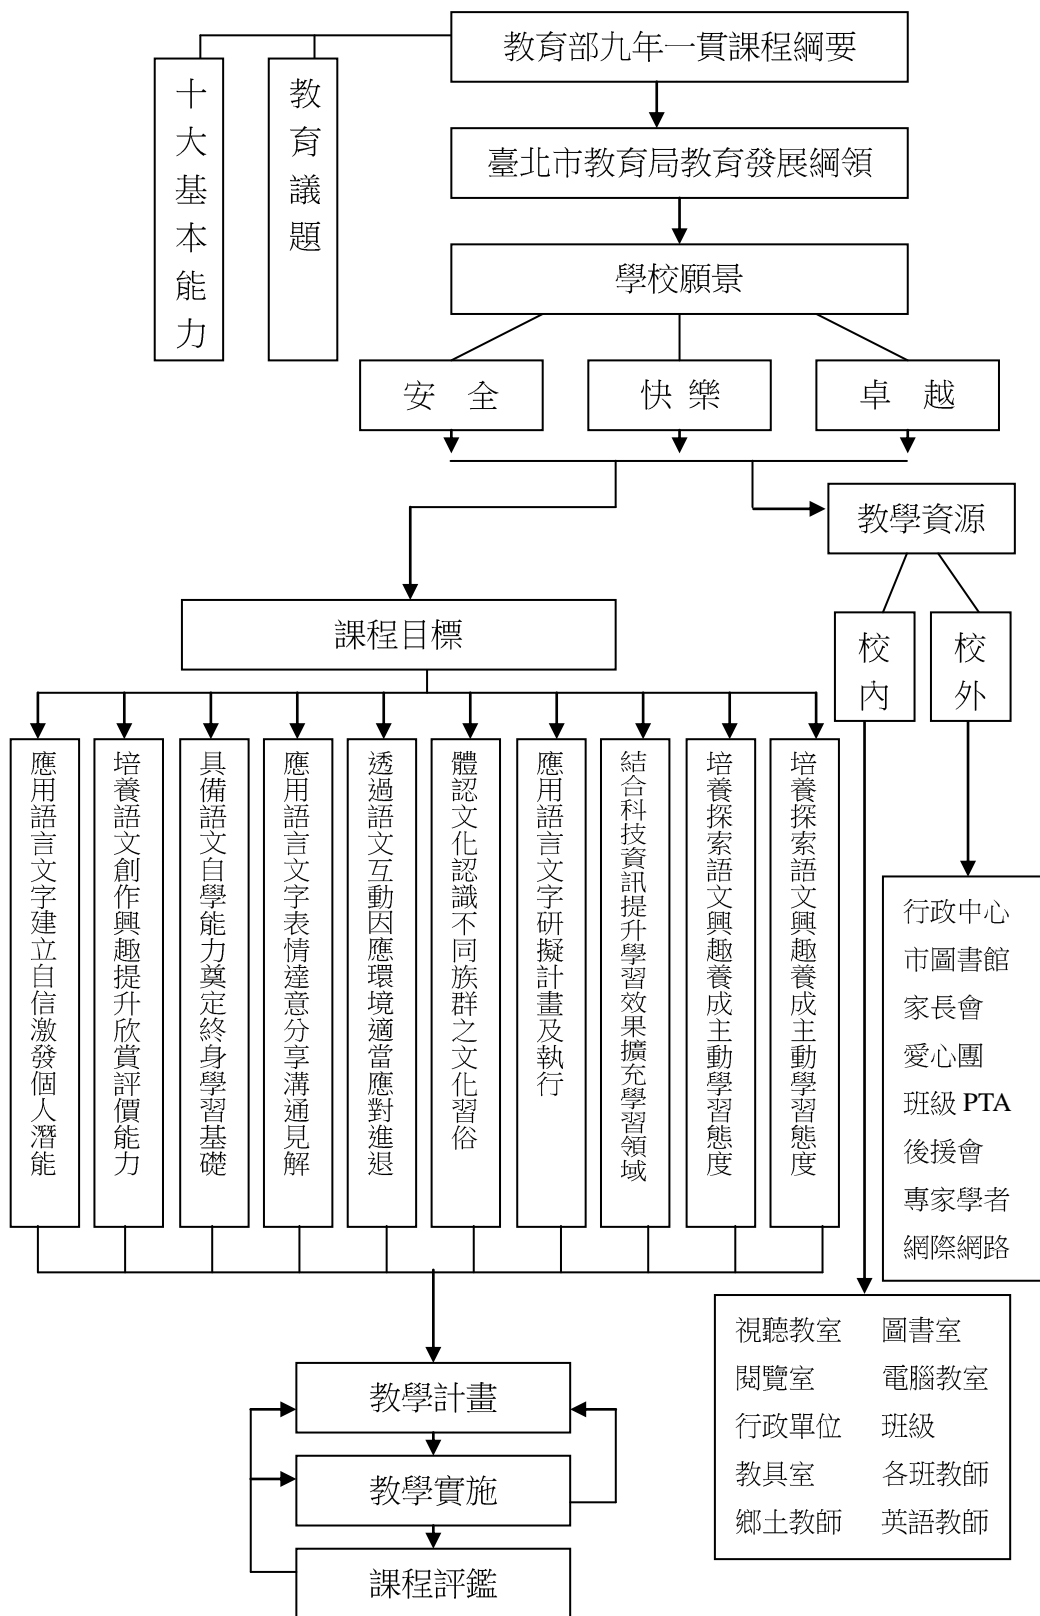 教育部九年一貫課程綱要
十大基本能力
教育議題
臺北市教育局教育發展綱領
學校願景
安 全
快 樂
卓 越
教學資源
課程目標
校內
校外
應用語言文字建立自信激發個人潛能
培養語文創作興趣提升欣賞評價能力
具備語文自學能力奠定終身學習基礎
應用語言文字表情達意分享溝通見解
透過語文互動因應環境適當應對進退
體認文化認識不同族群之文化習俗
應用語言文字研擬計畫及執行
結合科技資訊提升學習效果擴充學習領域
培養探索語文興趣養成主動學習態度
培養探索語文興趣養成主動學習態度
行政中心
市圖書館
家長會
愛心團
班級 PTA
後援會
專家學者
網際網路
視聽教室 圖書室
閱覽室 電腦教室
行政單位 班級
教具室 各班教師
鄉土教師 英語教師
教學計畫
教學實施
課程評鑑